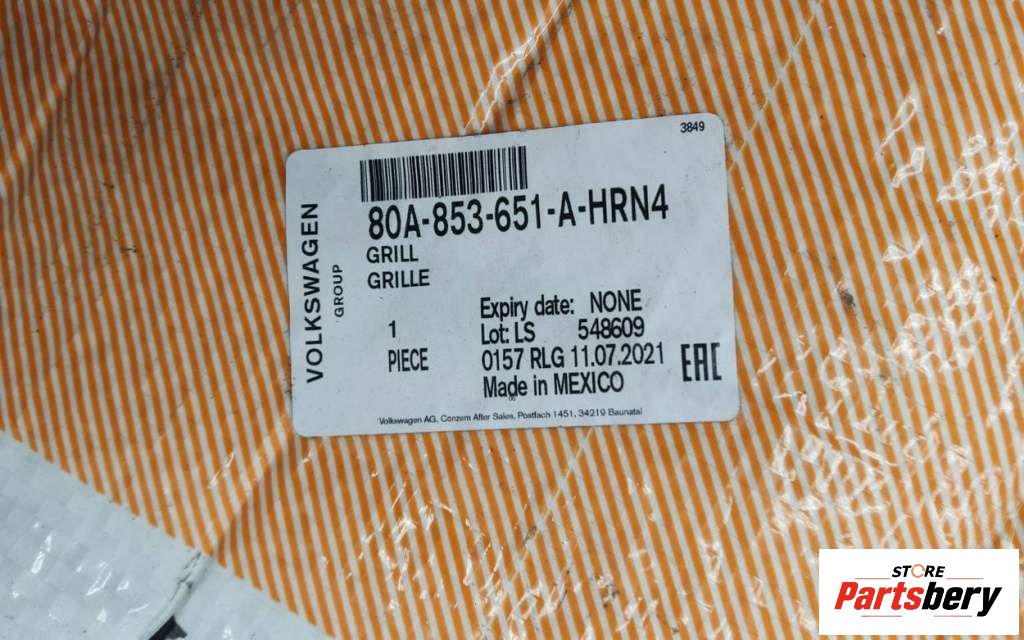 3849
80A-853-651-A-HRN4
GRILL
GRILLE
VOLKSWAGEN
GROUP
Expiry date: NONE
1 Lot: LS 548609
PIECE 0157 RLG 11.07.2021
Made in MEXICO
EAC
Volkswagen AG, Conzern After Sales, Postfach 1451, 34219 Baunatal
STORE
Partsbery